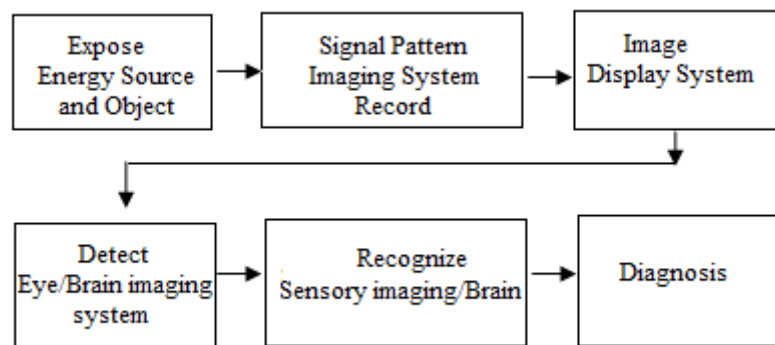 Expose
Energy Source
and Object
Signal Pattern
Imaging System
Record
Image
Display System
Detect
Eye/Brain imaging
system
Recognize
Sensory imaging/Brain
Diagnosis